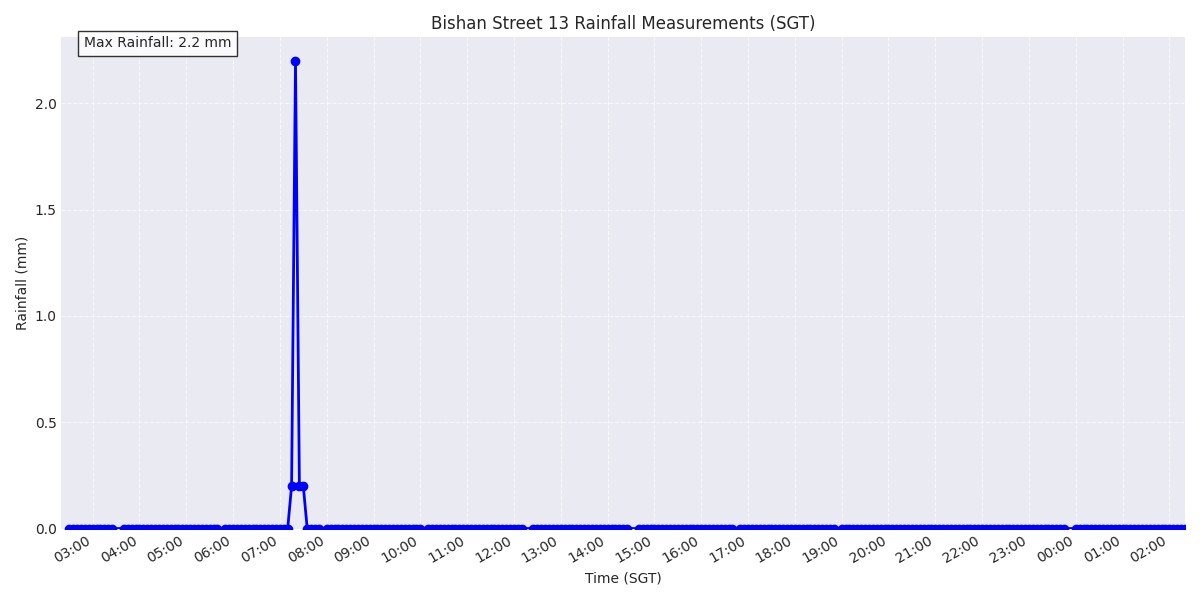 Bishan Street 13 Rainfall Measurements (SGT)
Max Rainfall: 2.2 mm
Rainfall (mm)
2.0
1.5
1.0
0.5
0.0
03:00 04:00 05:00 06:00 07:00 08:00 09:00 10:00 11:00 12:00 13:00 14:00 15:00 16:00 17:00 18:00 19:00 20:00 21:00 22:00 23:00 00:00 01:00 02:00
Time (SGT)